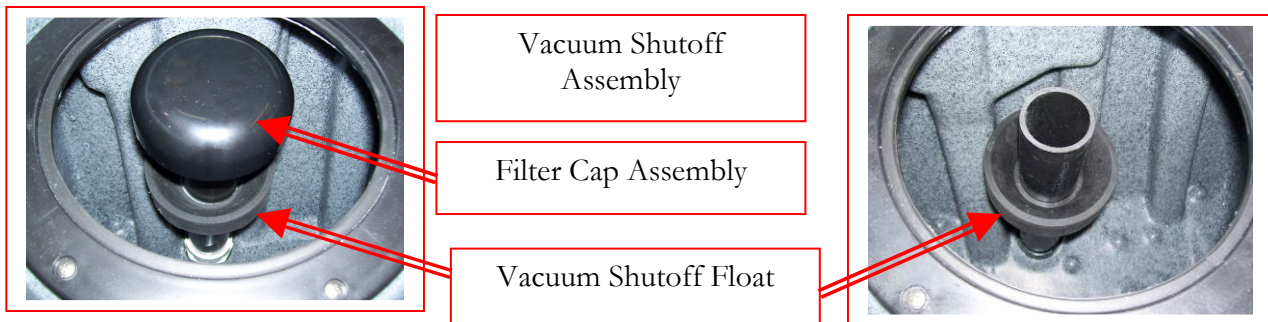 Vacuum Shutoff
Assembly
Filter Cap Assembly
Vacuum Shutoff Float